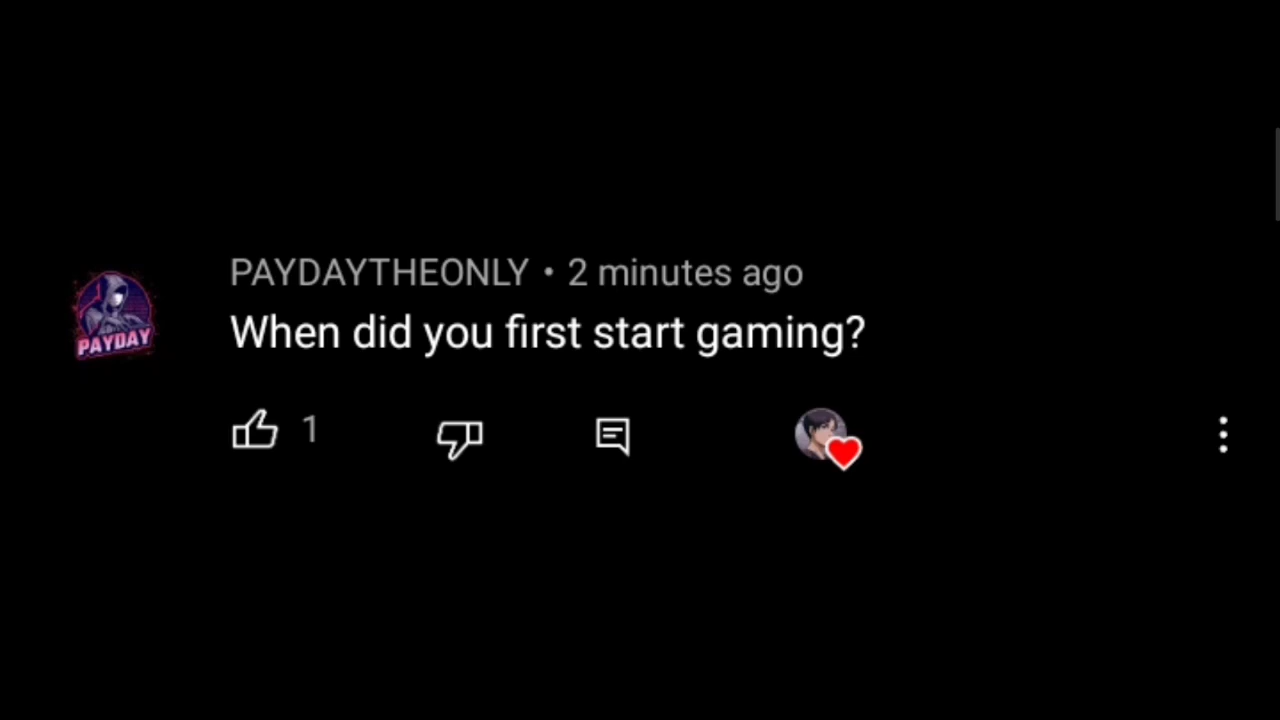 PAYDAYTHEONLY • 2 minutes ago
PAYDAY
When did you first start gaming?
1